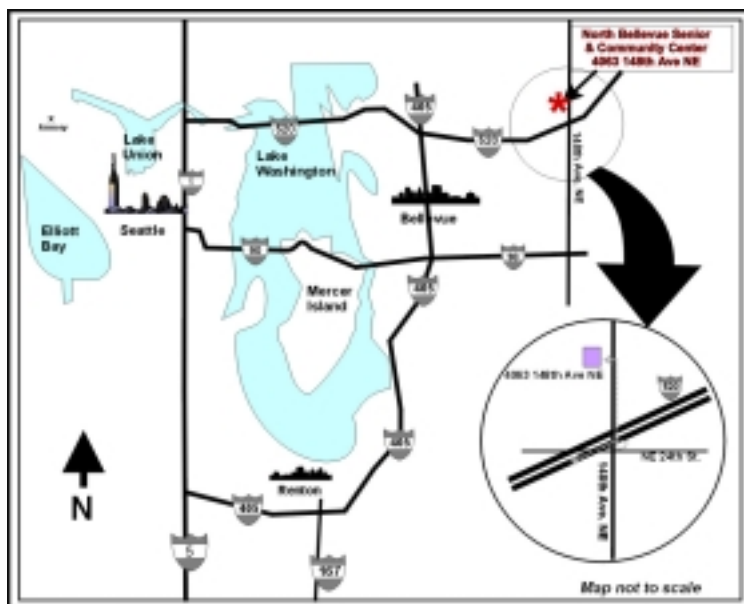 North Bellevue Senior
& Community Center
4063 148th Ave NE
405
520
520
Lake
Union
Lake
Washington
5
148th Ave, NE
Elliott
Bay
Seattle
Bellevue
90
90
Mercer
Island
405
4063 148th Ave NE
520
NE 24th St.
148th Ave, NE
405
Renton
405
N
5
167
Map not to scale